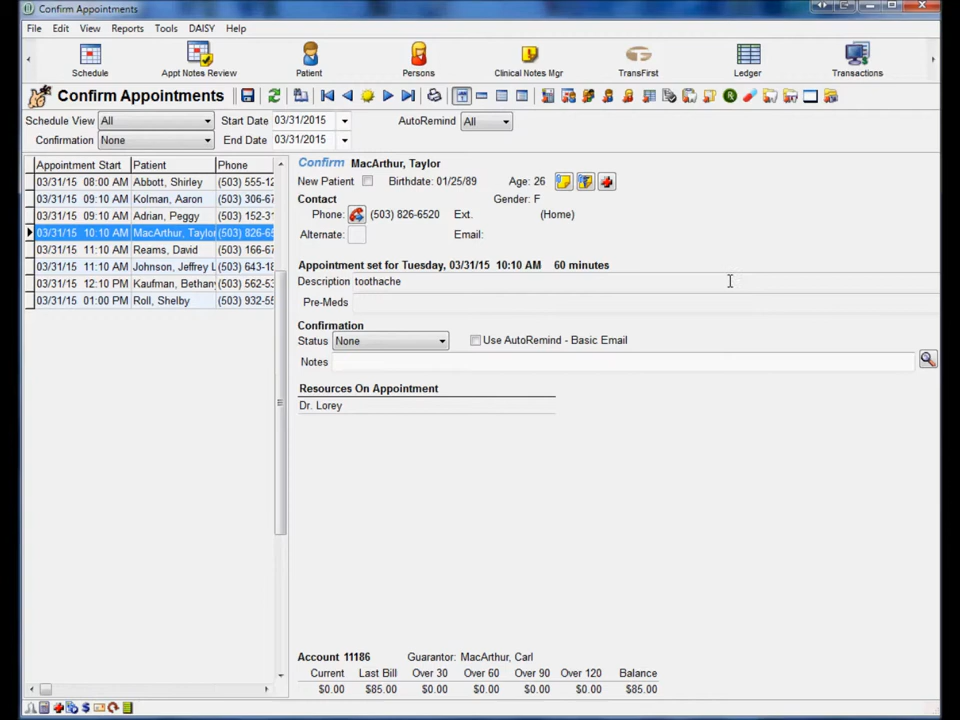 Confirm Appointments
File Edit View Reports Tools DAISY Help
Schedule Appt Notes Review Patient Persons Clinical Notes Mgr TransFirst Ledger Transactions
Confirm Appointments
Schedule View All Start Date 03/31/2015 AutoRemind All
Confirmation None End Date 03/31/2015
Appointment Start Patient Phone
03/31/15 08:00 AM Abbott, Shirley (503) 555-12
03/31/15 09:10 AM Kolman, Aaron (503) 306-67
03/31/15 09:10 AM Adrian, Peggy (503) 152-31
03/31/15 10:10 AM MacArthur, Taylor (503) 826-65
03/31/15 11:10 AM Reams, David (503) 166-67
03/31/15 11:10 AM Johnson, Jeffrey L (503) 643-18
03/31/15 12:10 PM Kaufman, Bethany (503) 562-53
03/31/15 01:00 PM Roll, Shelby (503) 932-55
Confirm MacArthur, Taylor
New Patient Birthdate: 01/25/89 Age: 26
Contact Gender: F
Phone: (503) 826-6520 Ext. (Home)
Alternate: Email:
Appointment set for Tuesday, 03/31/15 10:10 AM 60 minutes
Description toothache
Pre-Meds
Confirmation
Status None Use AutoRemind - Basic Email
Notes
Resources On Appointment
Dr. Lorey
Account 11186 Guarantor: MacArthur, Carl
Current Last Bill Over 30 Over 60 Over 90 Over 120 Balance
$0.00 $85.00 $0.00 $0.00 $0.00 $0.00 $85.00